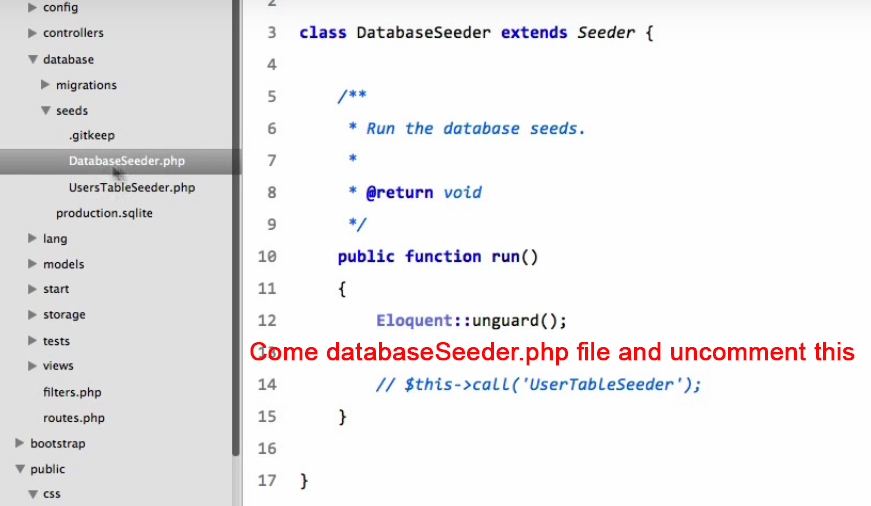 config
controllers
database
migrations
seeds
.gitkeep
DatabaseSeeder.php
UsersTableSeeder.php
production.sqlite
lang
models
start
storage
tests
views
filters.php
routes.php
bootstrap
public
css
2
3 class DatabaseSeeder extends Seeder {
4
5 /**
6 * Run the database seeds.
7 *
8 * @return void
9 */
10 public function run()
11 {
12 Eloquent::unguard();
13
Come databaseSeeder.php file and uncomment this
14 // $this->call('UserTableSeeder');
15 }
16
17 }